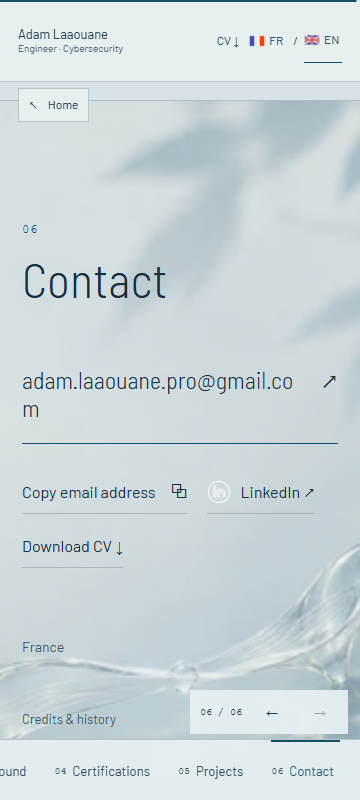 Adam Laaouane
Engineer · Cybersecurity
CV ↓ FR / EN
↖ Home
06
Contact
adam.laaouane.pro@gmail.co ↗
m
Copy email address LinkedIn ↗
Download CV ↓
France
06 / 06 ← →
Credits & history
ound 04 Certifications 05 Projects 06 Contact